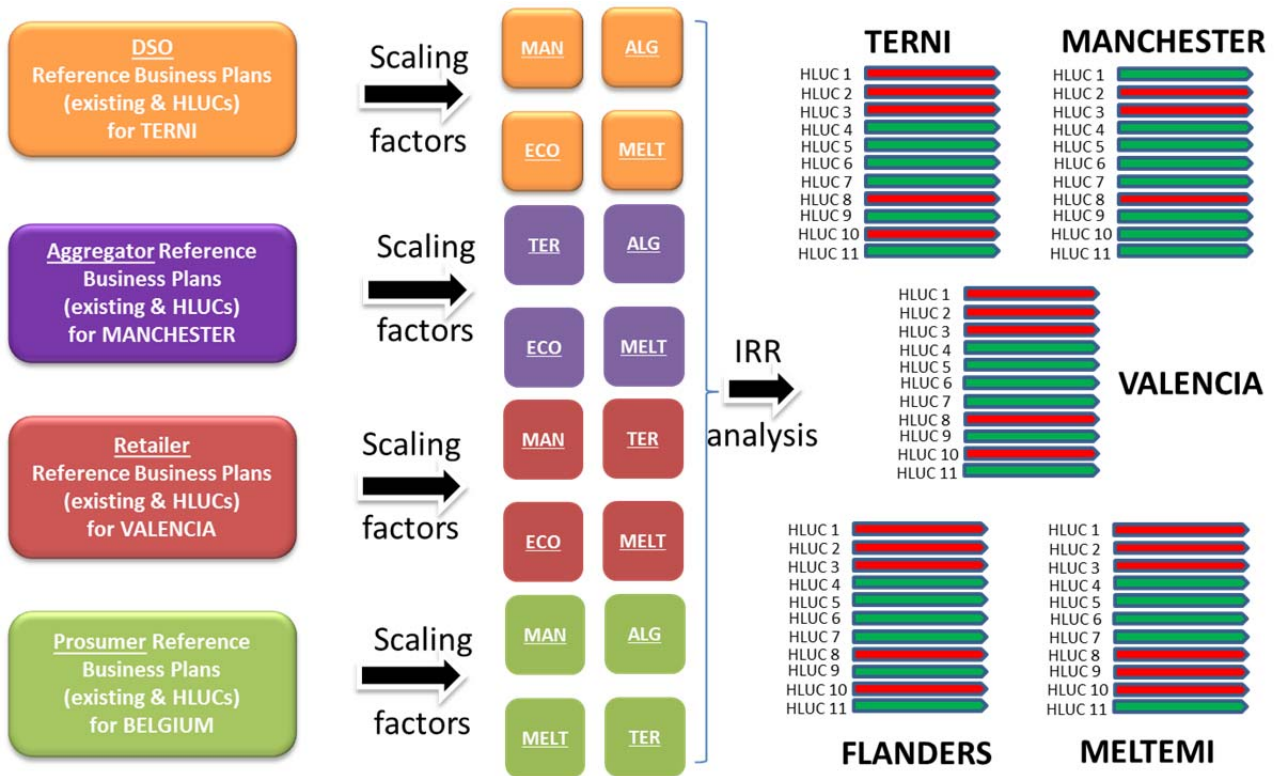 DSO
Reference Business Plans
(existing & HLUCs)
for TERNI
Scaling
factors
MAN
ALG
ECO
MELT
Aggregator Reference
Business Plans
(existing & HLUCs)
for MANCHESTER
Scaling
factors
TER
ALG
ECO
MELT
Retailer
Reference Business Plans
(existing & HLUCs)
for VALENCIA
Scaling
factors
MAN
TER
ECO
MELT
Prosumer Reference
Business Plans
(existing & HLUCs)
for BELGIUM
Scaling
factors
MAN
ALG
MELT
TER
IRR
analysis
TERNI
HLUC 1
HLUC 2
HLUC 3
HLUC 4
HLUC 5
HLUC 6
HLUC 7
HLUC 8
HLUC 9
HLUC 10
HLUC 11
MANCHESTER
HLUC 1
HLUC 2
HLUC 3
HLUC 4
HLUC 5
HLUC 6
HLUC 7
HLUC 8
HLUC 9
HLUC 10
HLUC 11
HLUC 1
HLUC 2
HLUC 3
HLUC 4
HLUC 5
HLUC 6
HLUC 7
HLUC 8
HLUC 9
HLUC 10
HLUC 11
VALENCIA
HLUC 1
HLUC 2
HLUC 3
HLUC 4
HLUC 5
HLUC 6
HLUC 7
HLUC 8
HLUC 9
HLUC 10
HLUC 11
FLANDERS
HLUC 1
HLUC 2
HLUC 3
HLUC 4
HLUC 5
HLUC 6
HLUC 7
HLUC 8
HLUC 9
HLUC 10
HLUC 11
MELTEMI